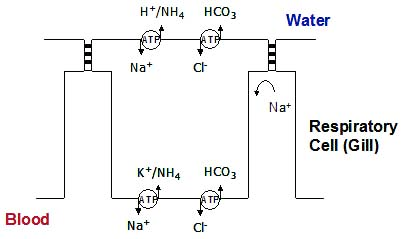 H⁺/NH₄ HCO₃ Water
ATP ATP
Na⁺ Cl⁻
Na⁺
Respiratory
Cell (Gill)
K⁺/NH₄ HCO₃
ATP ATP
Blood
Na⁺ Cl⁻